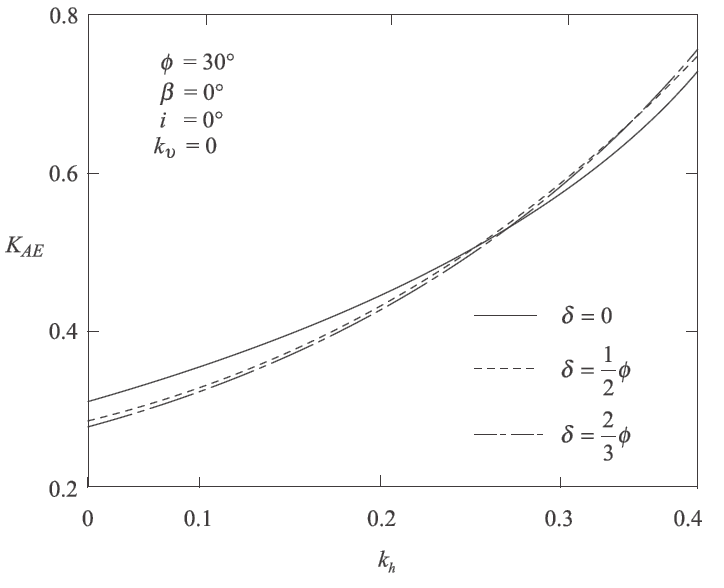 0.8
ϕ = 30°
β = 0°
i = 0°
kᵥ = 0
0.6
K_AE
0.4
δ = 0
δ = 1/2 ϕ
δ = 2/3 ϕ
0.2
0 0.1 0.2 0.3 0.4
k_h